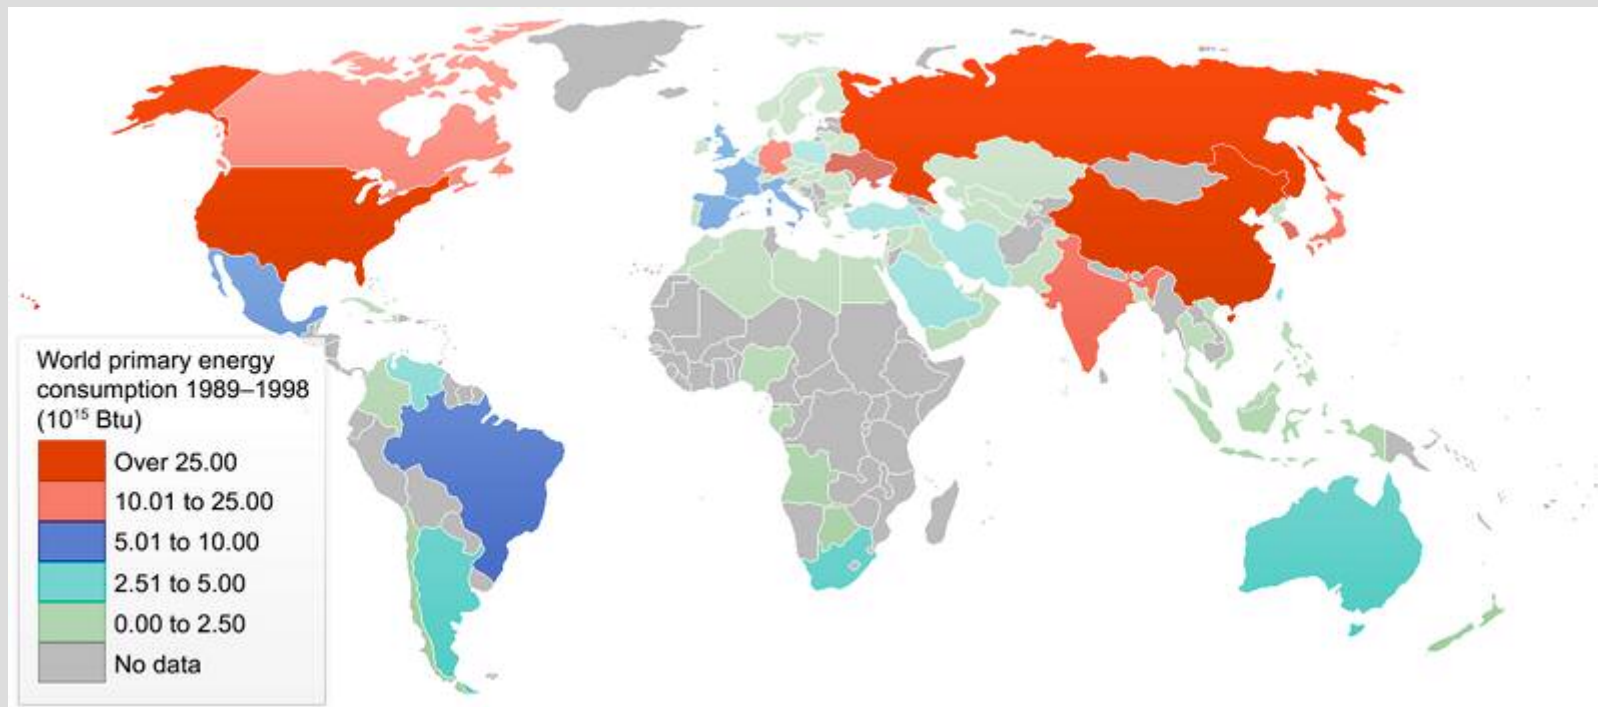 World primary energy
consumption 1989–1998
(10¹⁵ Btu)
Over 25.00
10.01 to 25.00
5.01 to 10.00
2.51 to 5.00
0.00 to 2.50
No data